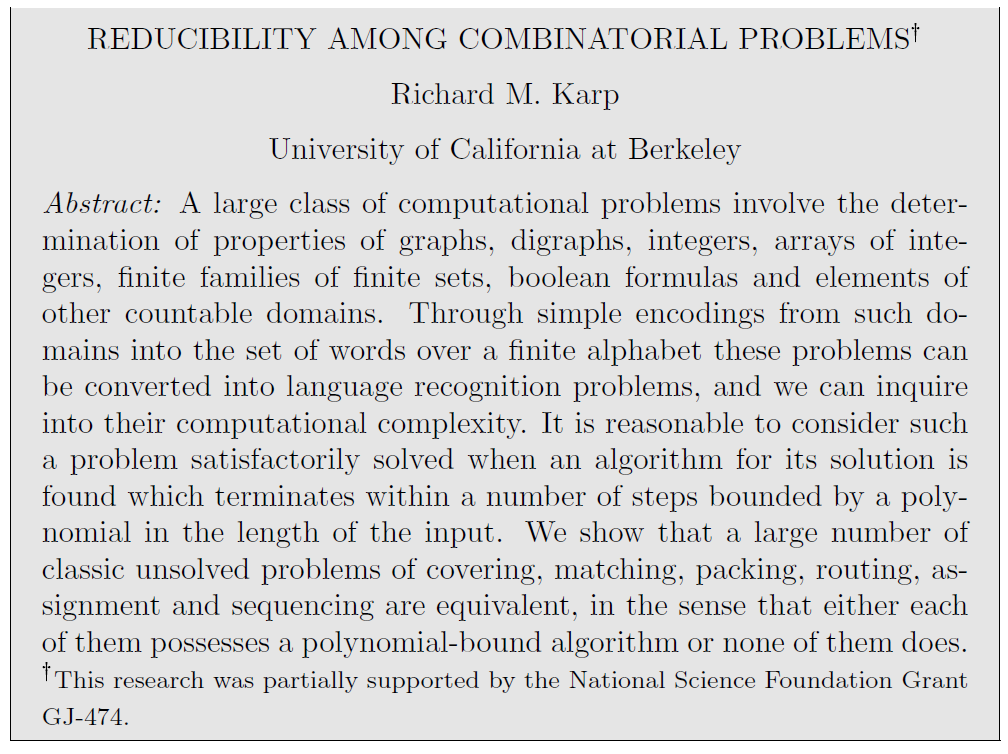 REDUCIBILITY AMONG COMBINATORIAL PROBLEMS†
Richard M. Karp
University of California at Berkeley
Abstract: A large class of computational problems involve the deter-
mination of properties of graphs, digraphs, integers, arrays of inte-
gers, finite families of finite sets, boolean formulas and elements of
other countable domains. Through simple encodings from such do-
mains into the set of words over a finite alphabet these problems can
be converted into language recognition problems, and we can inquire
into their computational complexity. It is reasonable to consider such
a problem satisfactorily solved when an algorithm for its solution is
found which terminates within a number of steps bounded by a poly-
nomial in the length of the input. We show that a large number of
classic unsolved problems of covering, matching, packing, routing, as-
signment and sequencing are equivalent, in the sense that either each
of them possesses a polynomial-bound algorithm or none of them does.
†This research was partially supported by the National Science Foundation Grant
GJ-474.